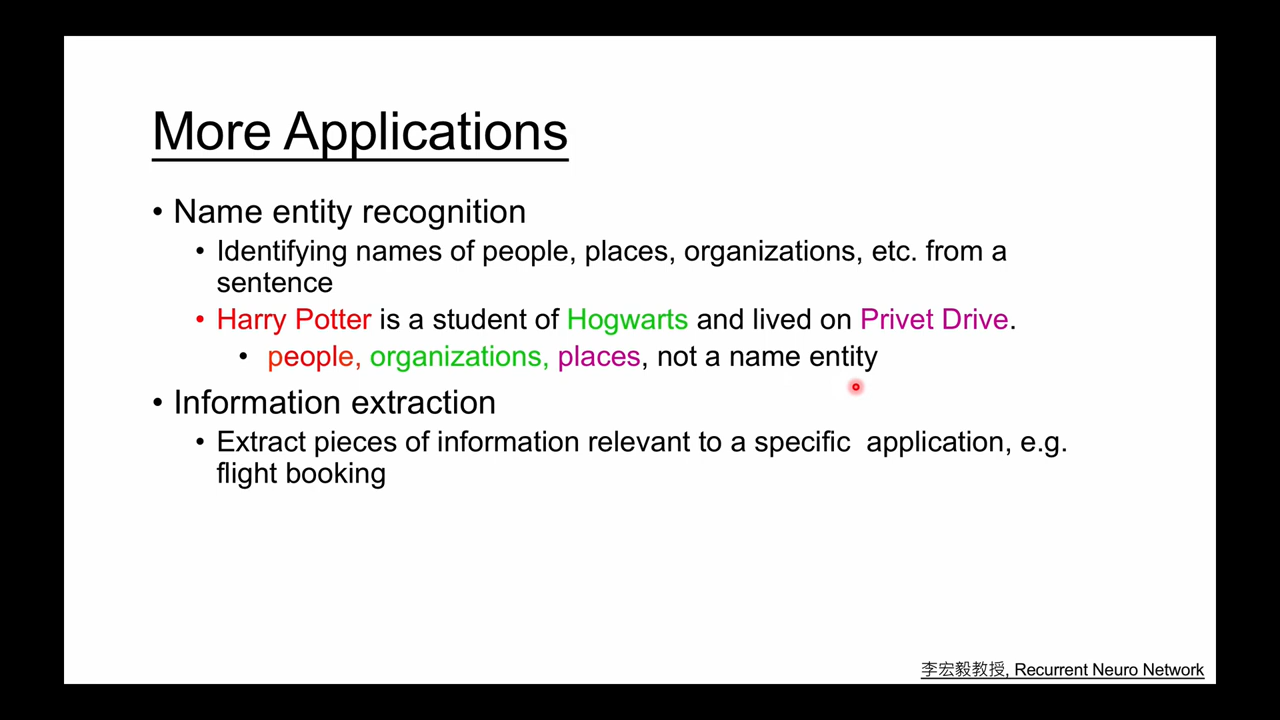 More Applications
• Name entity recognition
• Identifying names of people, places, organizations, etc. from a
sentence
• Harry Potter is a student of Hogwarts and lived on Privet Drive.
• people, organizations, places, not a name entity
• Information extraction
• Extract pieces of information relevant to a specific application, e.g.
flight booking
李宏毅教授, Recurrent Neuro Network